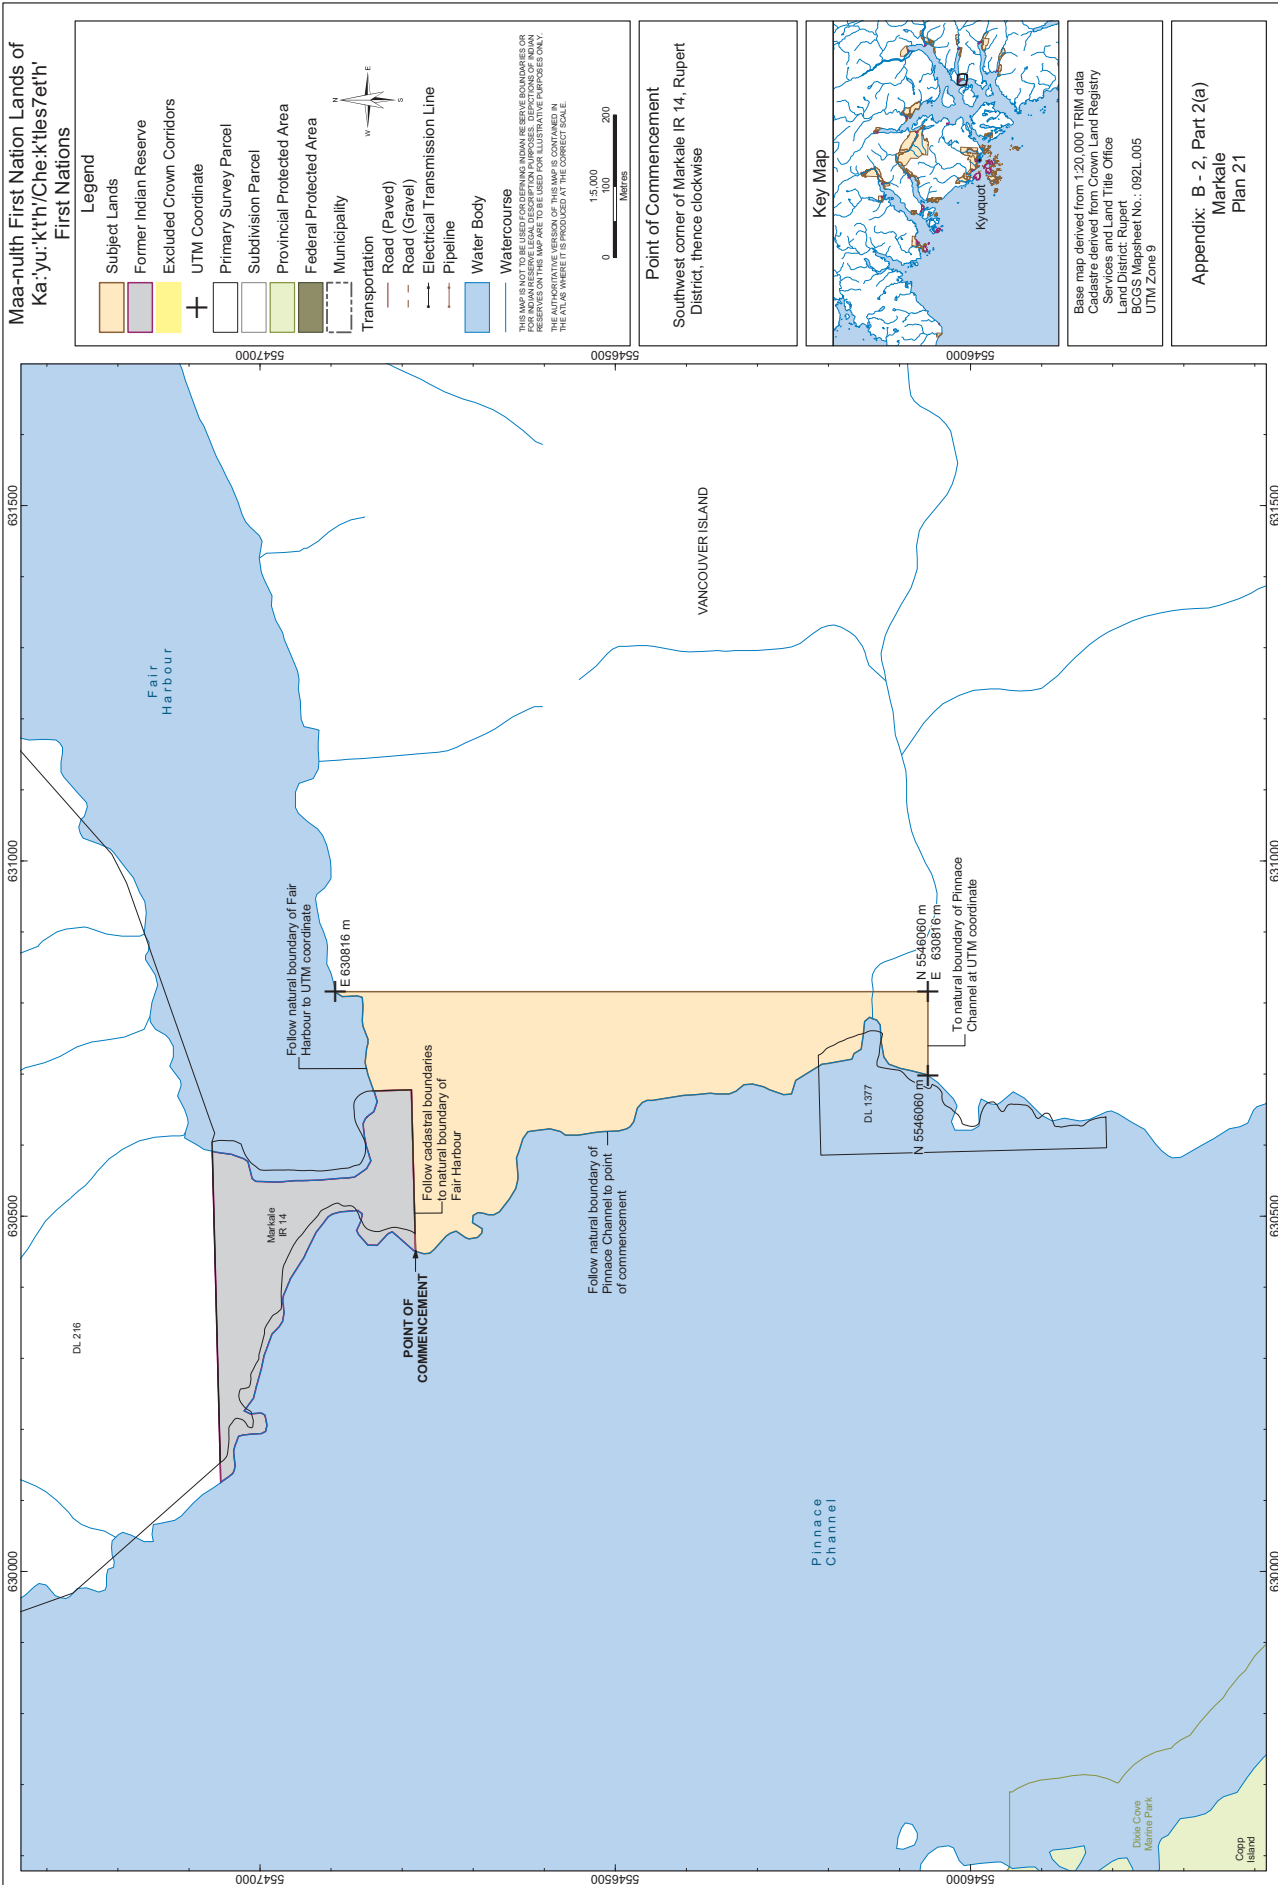 Maa-nulth First Nation Lands of
Ka:'yu:'k't'h'/Che:k'tles7et'h'
First Nations
Legend
Subject Lands
Former Indian Reserve
Excluded Crown Corridors
UTM Coordinate
Primary Survey Parcel
Subdivision Parcel
Provincial Protected Area
Federal Protected Area
Municipality
Transportation
Road (Paved)
Road (Gravel)
Electrical Transmission Line
Pipeline
Water Body
Watercourse
N
W
E
S
THIS MAP IS NOT TO BE USED FOR DEFINING INDIAN RESERVE BOUNDARIES OR
FOR INDIAN RESERVE LEGAL DESCRIPTION PURPOSES. DEPICTIONS OF INDIAN
RESERVES ON THIS MAP ARE TO BE USED FOR ILLUSTRATIVE PURPOSES ONLY.
THE AUTHORITATIVE VERSION OF THIS MAP IS CONTAINED IN
THE ATLAS WHERE IT IS PRODUCED AT THE CORRECT SCALE.
1:5,000
0 100 200
Metres
Point of Commencement
Southwest corner of Markale IR 14, Rupert
District, thence clockwise
Key Map
Kyuquot
Base map derived from 1:20,000 TRIM data
Cadastre derived from Crown Land Registry
Services and Land Title Office
Land District: Rupert
BCGS Mapsheet No.: 092L.005
UTM Zone 9
Appendix: B - 2, Part 2(a)
Markale
Plan 21
630000
630500
631000
631500
5547000
5546500
5546000
DL 216
Fair
Harbour
Markale
IR 14
Follow natural boundary of Fair
Harbour to UTM coordinate
E 630816 m
Follow cadastral boundaries
to natural boundary of
Fair Harbour
POINT OF
COMMENCEMENT
Follow natural boundary of
Pinnace Channel to point
of commencement
VANCOUVER ISLAND
DL 1377
N 5546060 m
N 5546060 m
E 630816 m
To natural boundary of Pinnace
Channel at UTM coordinate
Pinnace
Channel
Dixie Cove
Marine Park
Copp
Island
5547000
5546500
5546000
630000
630500
631000
631500